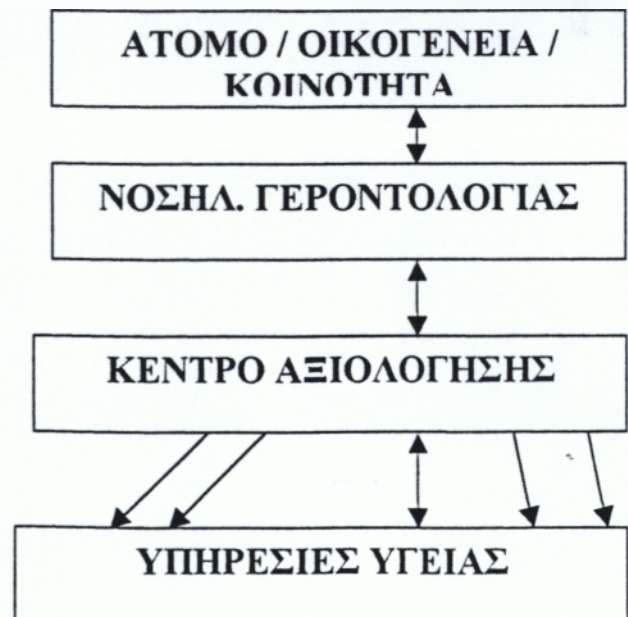 ΑΤΟΜΟ / ΟΙΚΟΓΕΝΕΙΑ /
ΚΟΙΝΟΤΗΤΑ
ΝΟΣΗΛ. ΓΕΡΟΝΤΟΛΟΓΙΑΣ
ΚΕΝΤΡΟ ΑΞΙΟΛΟΓΗΣΗΣ
ΥΠΗΡΕΣΙΕΣ ΥΓΕΙΑΣ